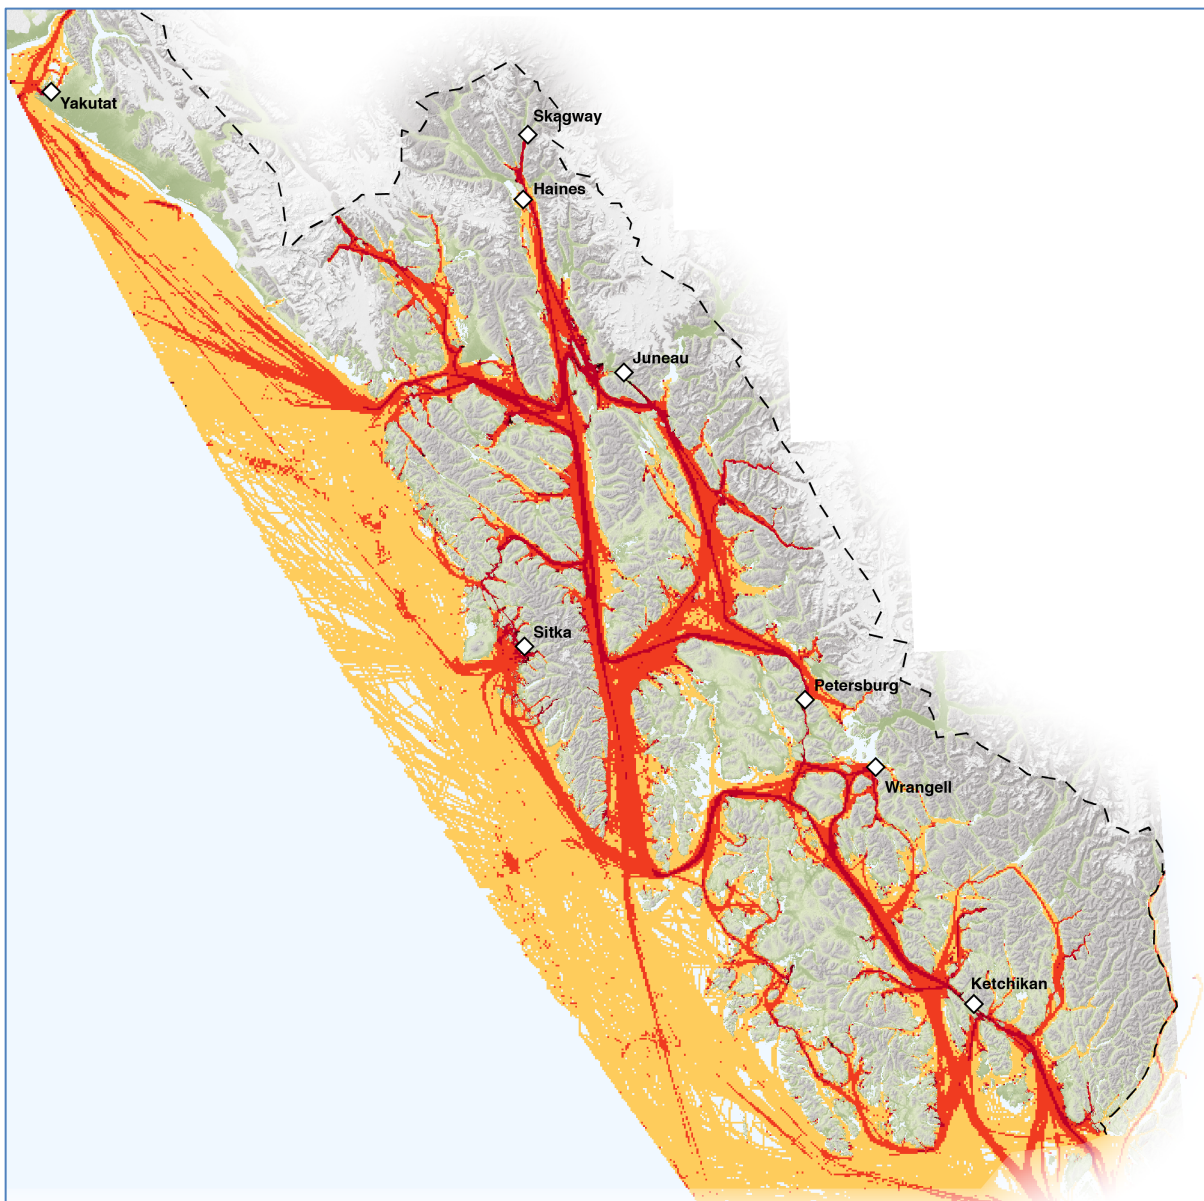 Yakutat
Skagway
Haines
Juneau
Sitka
Petersburg
Wrangell
Ketchikan